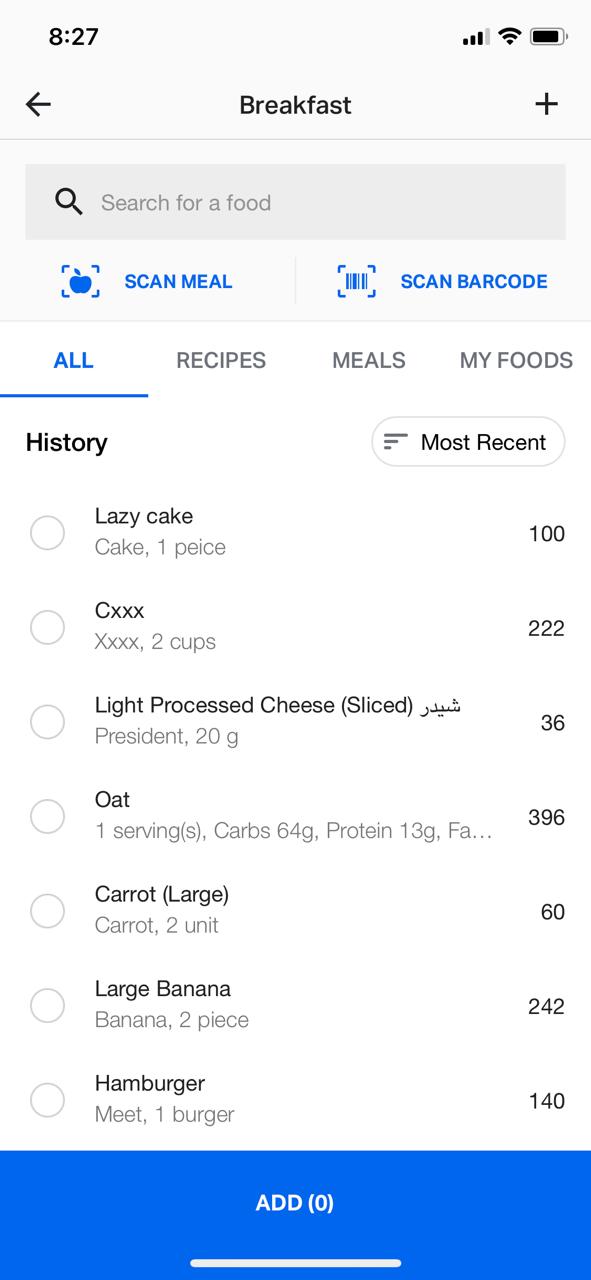 8:27
Breakfast
Search for a food
SCAN MEAL SCAN BARCODE
ALL RECIPES MEALS MY FOODS
History Most Recent
Lazy cake
Cake, 1 peice 100
Cxxx
Xxxx, 2 cups 222
Light Processed Cheese (Sliced) شيدر
President, 20 g 36
Oat
1 serving(s), Carbs 64g, Protein 13g, Fa... 396
Carrot (Large)
Carrot, 2 unit 60
Large Banana
Banana, 2 piece 242
Hamburger
Meet, 1 burger 140
ADD (0)